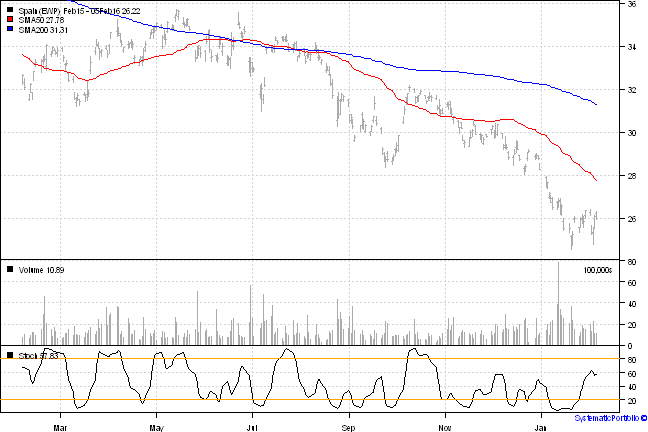 Spain (EWP) Feb15 - 05Feb16 26.22
SMA50 27.78
SMA200 31.31
36
34
32
30
28
26
Volume 10.89
100,000s
80
60
40
20
0
Stoch 57.83
80
60
40
20
Mar May Jul Sep Nov Jan
SystematicPortfolio ©